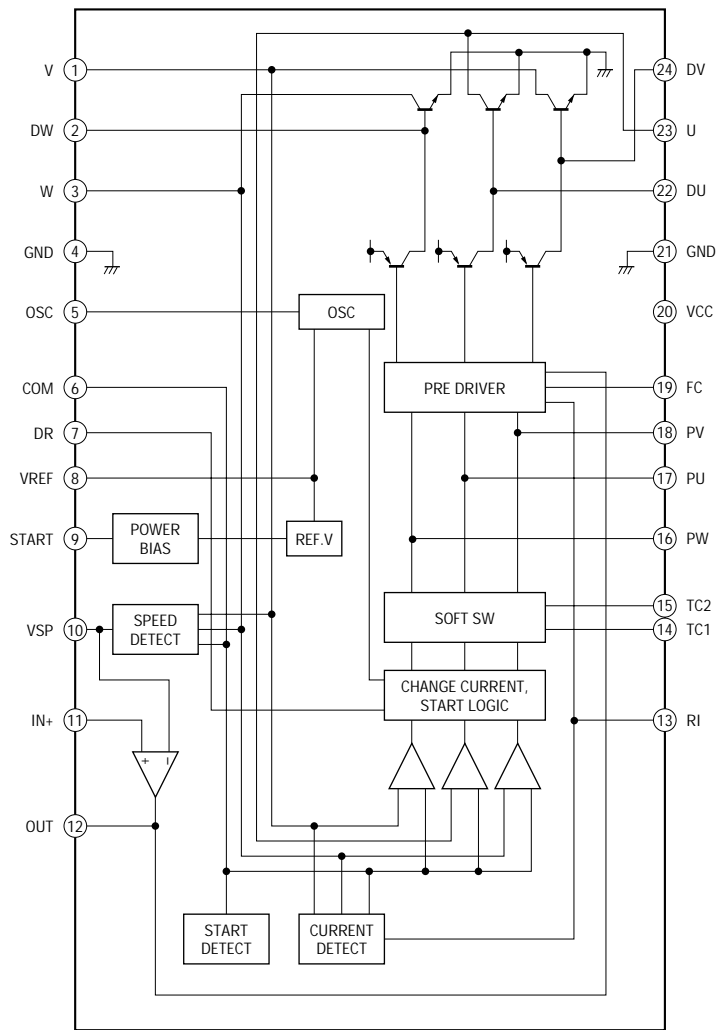 V 1
DW 2
W 3
GND 4
OSC 5
COM 6
DR 7
VREF 8
START 9
VSP 10
IN+ 11
OUT 12
24 DV
23 U
22 DU
21 GND
20 VCC
19 FC
18 PV
17 PU
16 PW
15 TC2
14 TC1
13 RI
OSC
PRE DRIVER
POWER
BIAS
REF.V
SPEED
DETECT
SOFT SW
CHANGE CURRENT,
START LOGIC
+ −
START
DETECT
CURRENT
DETECT